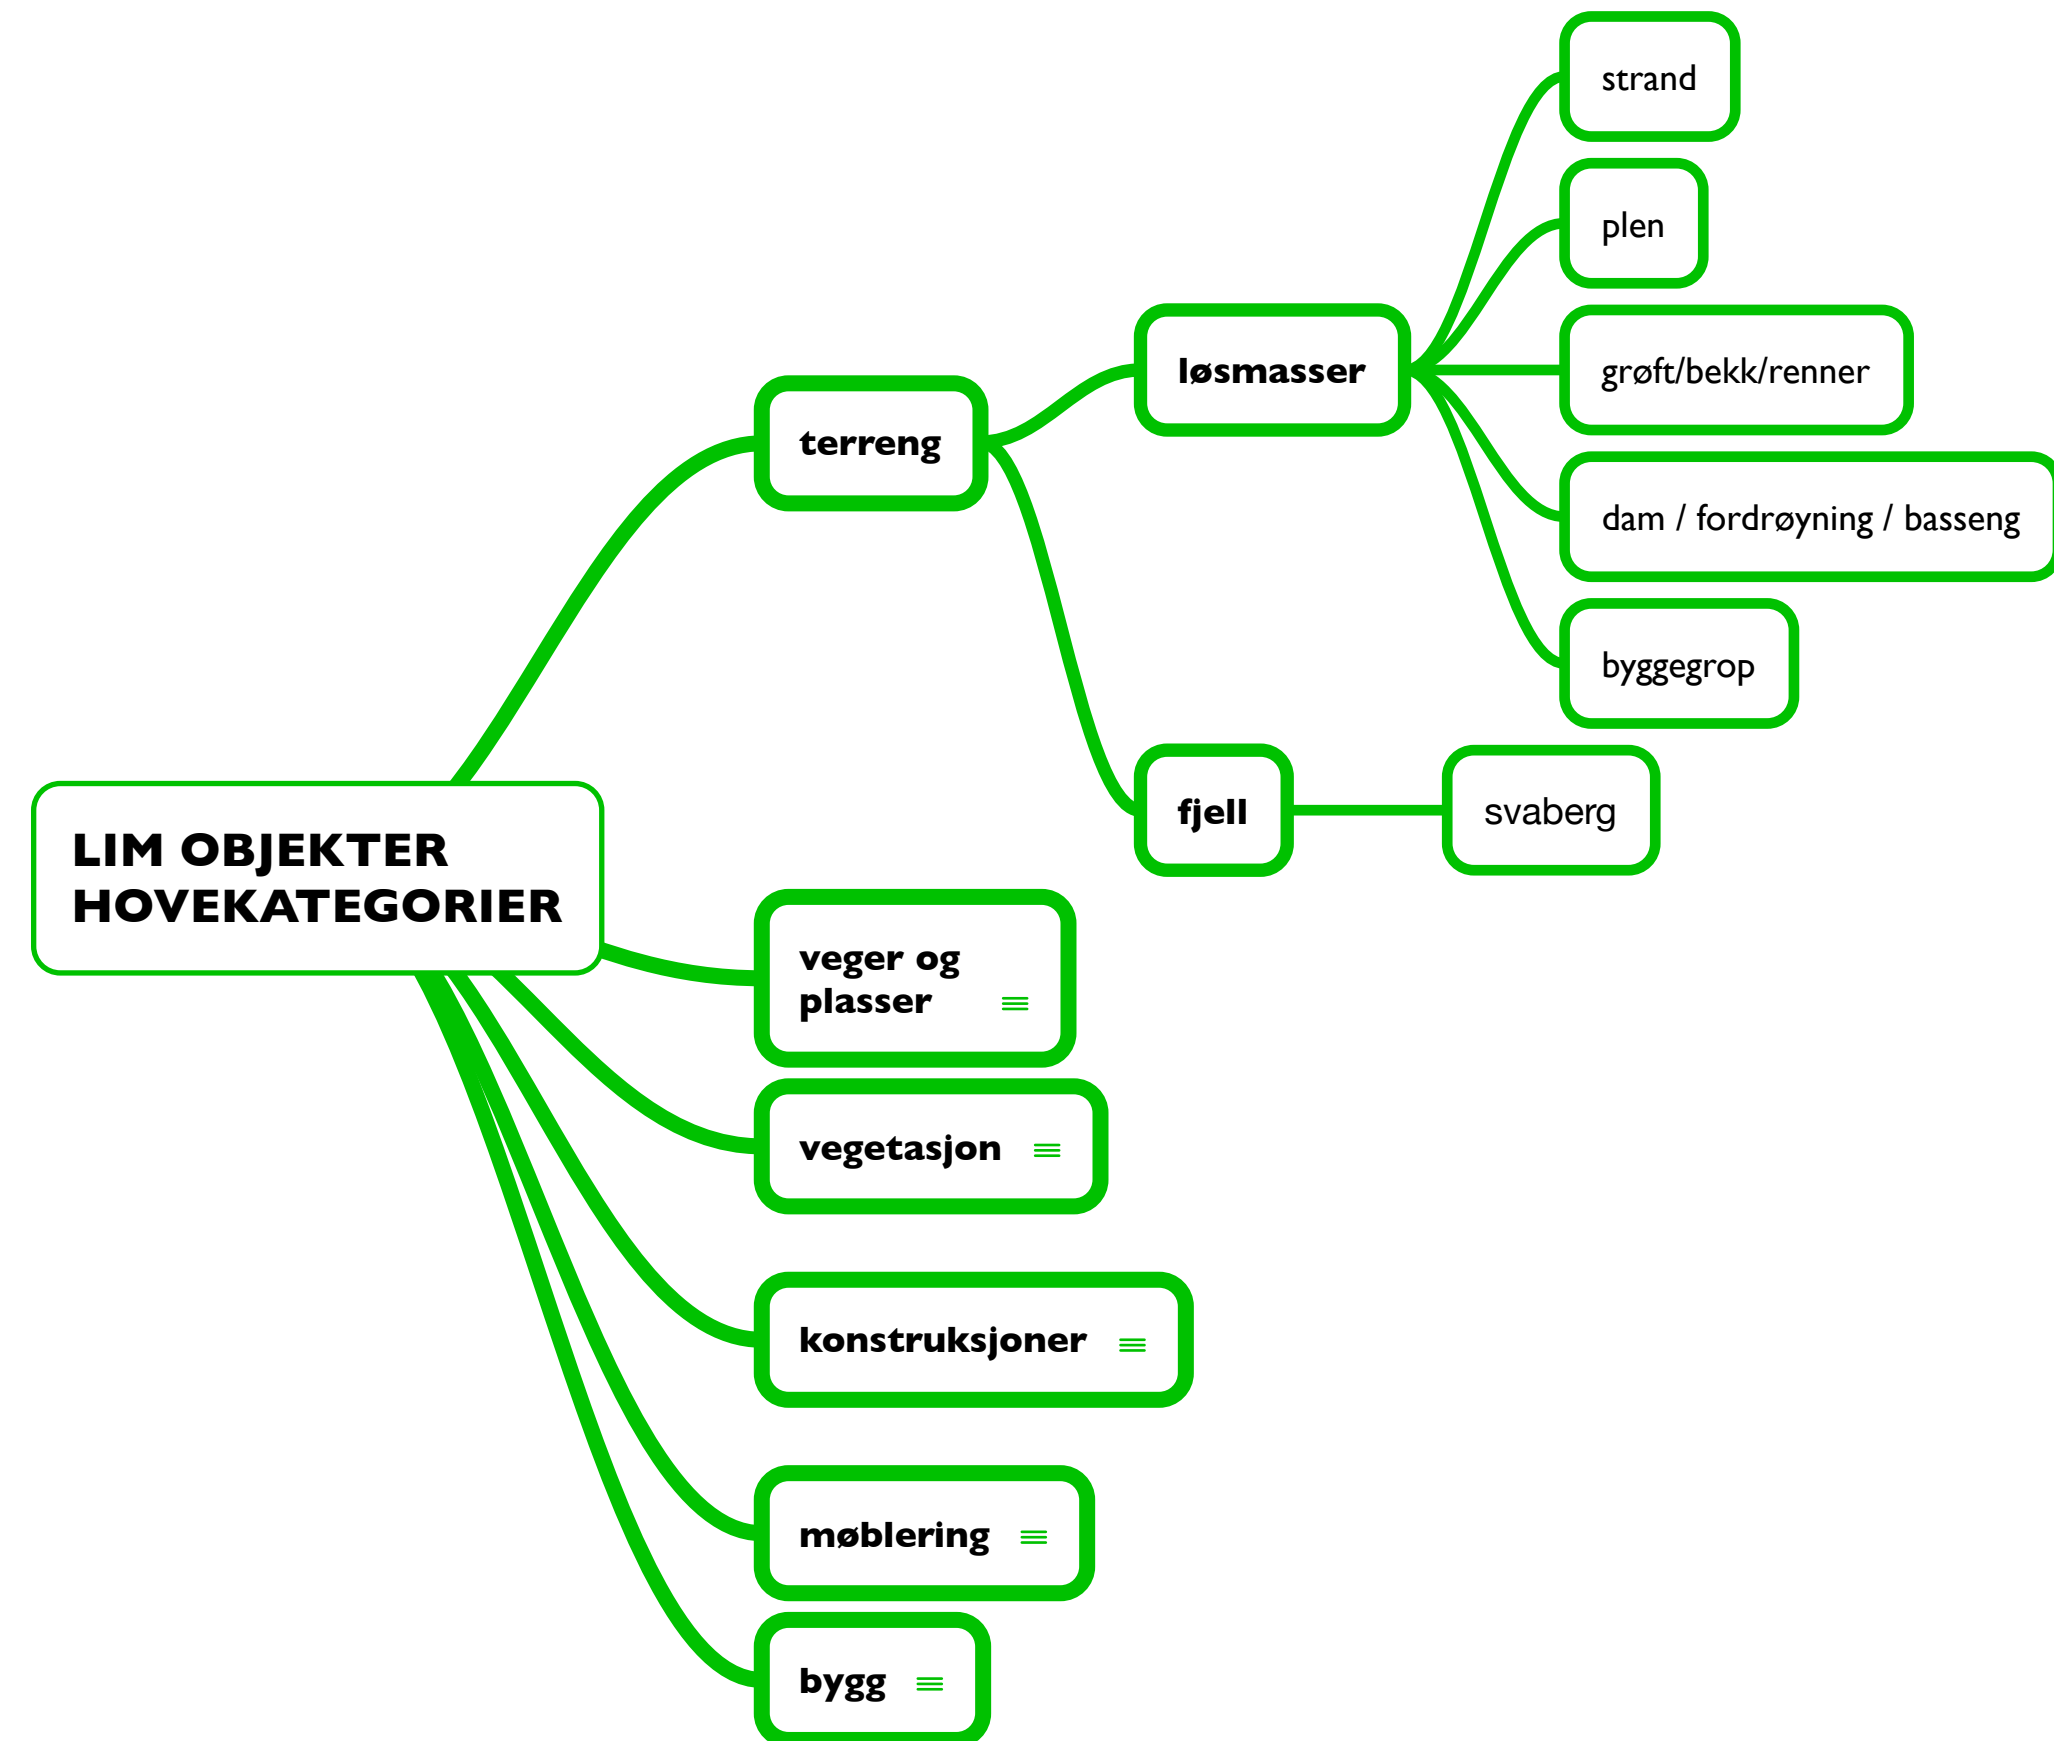 LIM OBJEKTER
HOVEKATEGORIER
terreng
løsmasser
strand
plen
grøft/bekk/renner
dam / fordrøyning / basseng
byggegrop
fjell
svaberg
veger og
plasser
vegetasjon
konstruksjoner
møblering
bygg